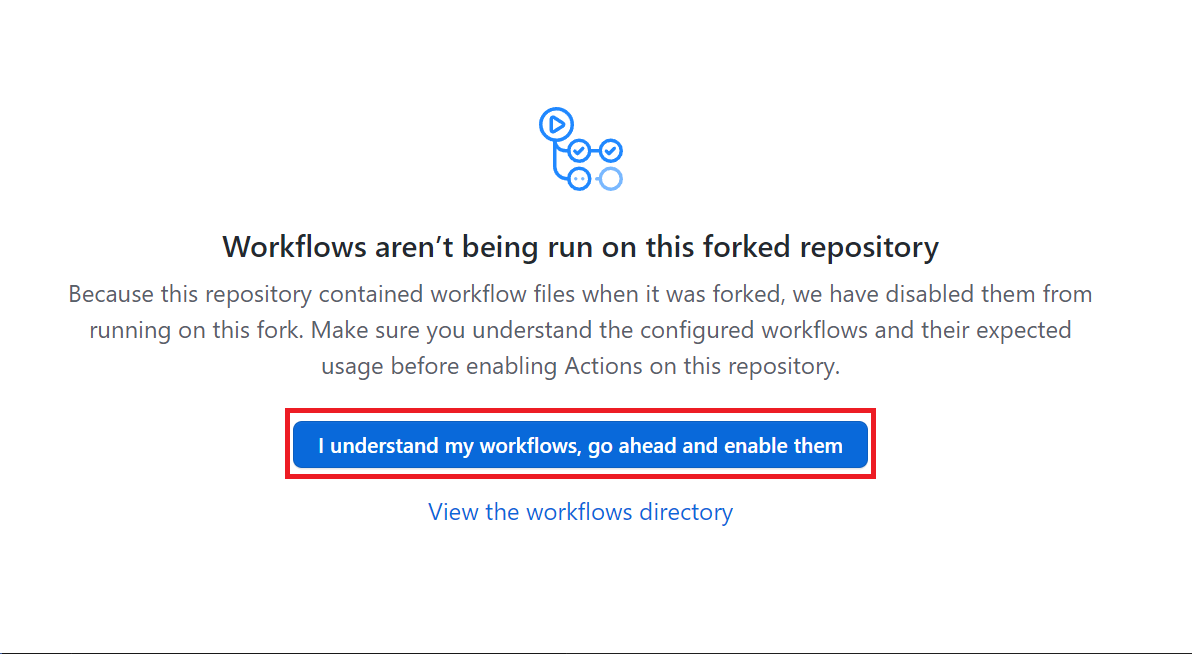 Workflows aren’t being run on this forked repository
Because this repository contained workflow files when it was forked, we have disabled them from
running on this fork. Make sure you understand the configured workflows and their expected
usage before enabling Actions on this repository.
I understand my workflows, go ahead and enable them
View the workflows directory